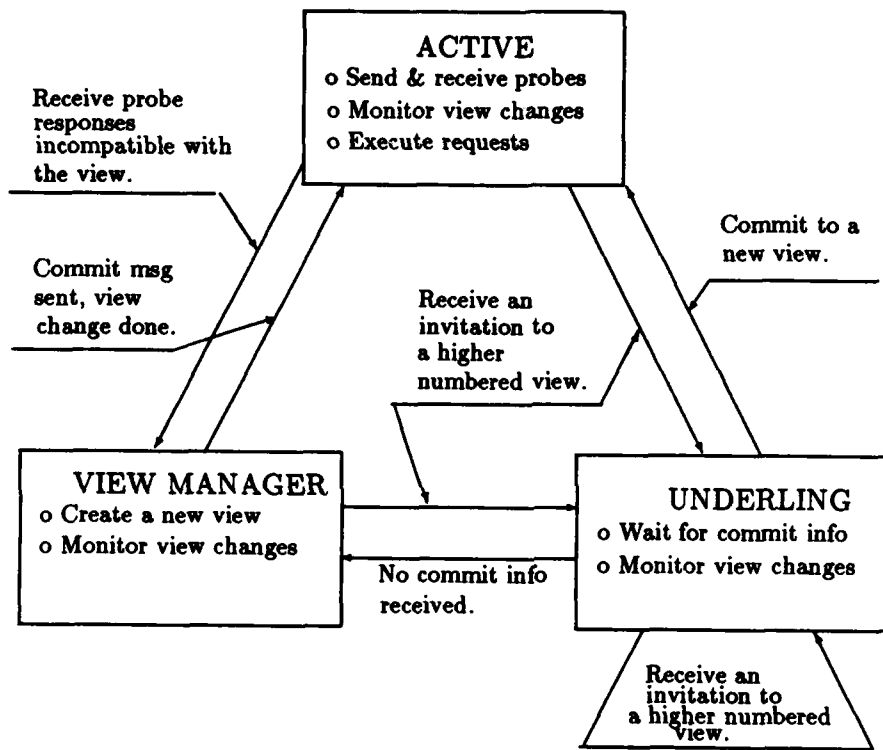 ACTIVE
o Send & receive probes
o Monitor view changes
o Execute requests
Receive probe
responses
incompatible with
the view.
Commit msg
sent, view
change done.
Receive an
invitation to
a higher
numbered view.
Commit to a
new view.
VIEW MANAGER
o Create a new view
o Monitor view changes
UNDERLING
o Wait for commit info
o Monitor view changes
No commit info
received.
Receive an
invitation to
a higher numbered
view.